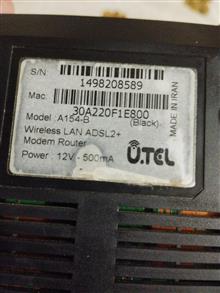 S/N
1498208589
Mac:
30A220F1E800
Model : A154-B (Black)
Wireless LAN ADSL2+
Modem Router
Power : 12V - 500mA
U.TEL
MADE IN IRAN